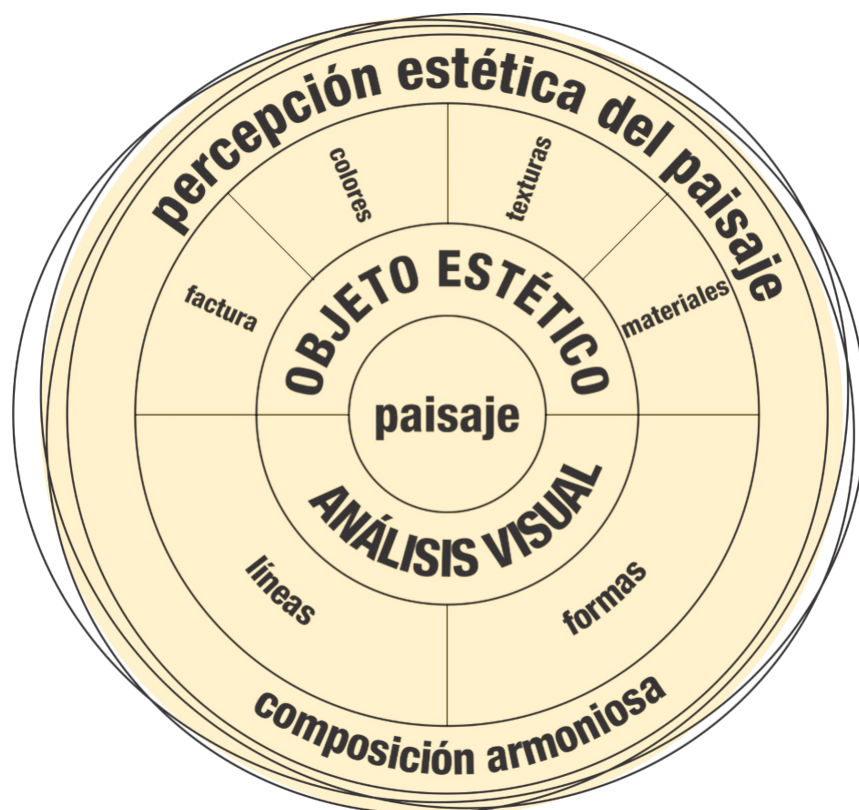 percepción estética del paisaje
factura
colores
texturas
materiales
OBJETO ESTÉTICO
paisaje
ANÁLISIS VISUAL
líneas
formas
composición armoniosa